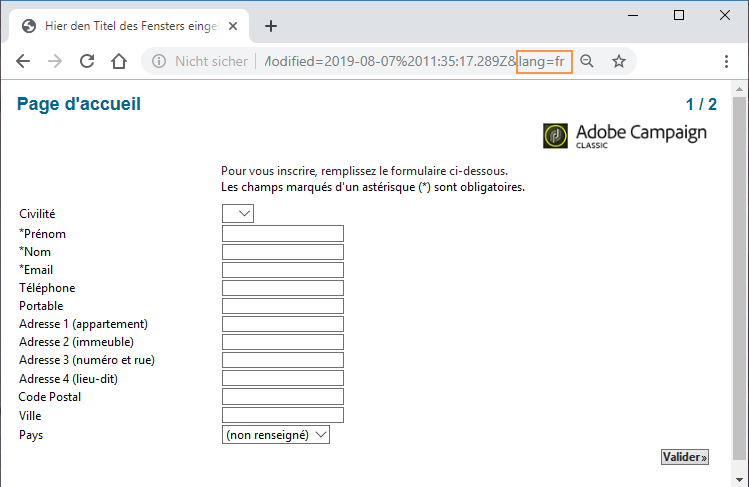 Hier den Titel des Fensters einge
Nicht sicher Modified=2019-08-07%2011:35:17.289Z&lang=fr
Page d'accueil 1 / 2
Adobe Campaign
CLASSIC
Pour vous inscrire, remplissez le formulaire ci-dessous.
Les champs marqués d'un astérisque (*) sont obligatoires.
Civilité
*Prénom
*Nom
*Email
Téléphone
Portable
Adresse 1 (appartement)
Adresse 2 (immeuble)
Adresse 3 (numéro et rue)
Adresse 4 (lieu-dit)
Code Postal
Ville
Pays (non renseigné)
Valider»